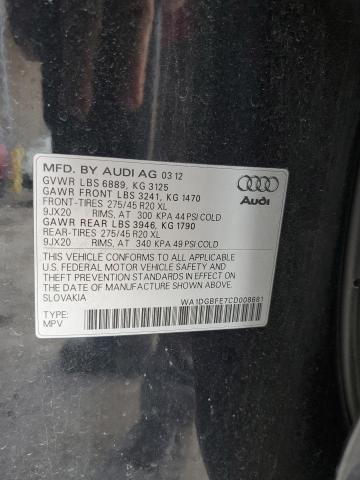 MFD. BY AUDI AG 03 12
GVWR LBS 6889, KG 3125
GAWR FRONT LBS 3241, KG 1470
FRONT-TIRES 275/45 R20 XL
9JX20 RIMS, AT 300 KPA 44 PSI COLD
GAWR REAR LBS 3946, KG 1790
REAR-TIRES 275/45 R20 XL
9JX20 RIMS, AT 340 KPA 49 PSI COLD
Audi
THIS VEHICLE CONFORMS TO ALL APPLICABLE
U.S. FEDERAL MOTOR VEHICLE SAFETY AND
THEFT PREVENTION STANDARDS IN EFFECT ON
THE DATE OF MANUFACTURE SHOWN ABOVE.
SLOVAKIA
WA1DGBFE7CD008681
TYPE:
MPV